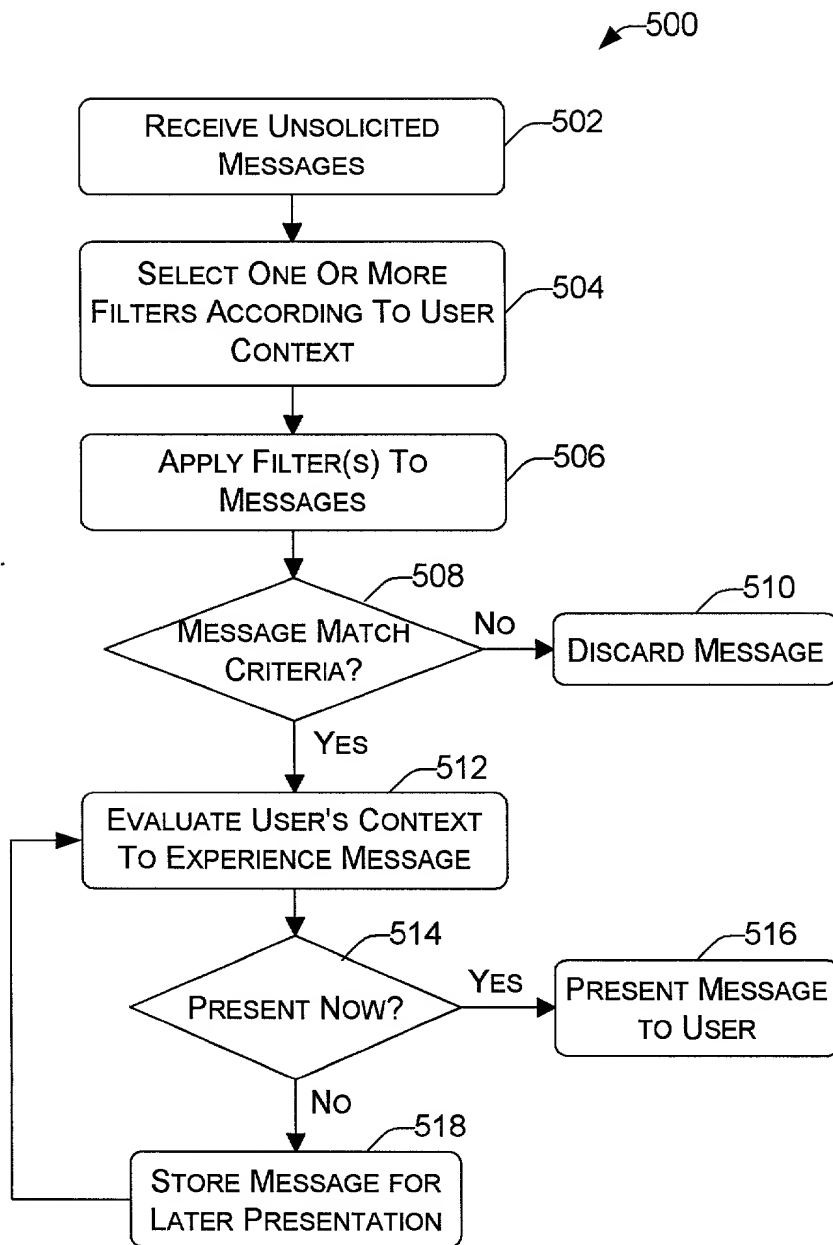 500
RECEIVE UNSOLICITED
MESSAGES
502
SELECT ONE OR MORE
FILTERS ACCORDING TO USER
CONTEXT
504
APPLY FILTER(S) TO
MESSAGES
506
508
MESSAGE MATCH
CRITERIA?
NO
510
DISCARD MESSAGE
YES
512
EVALUATE USER'S CONTEXT
TO EXPERIENCE MESSAGE
514
PRESENT NOW?
YES
516
PRESENT MESSAGE
TO USER
NO
518
STORE MESSAGE FOR
LATER PRESENTATION